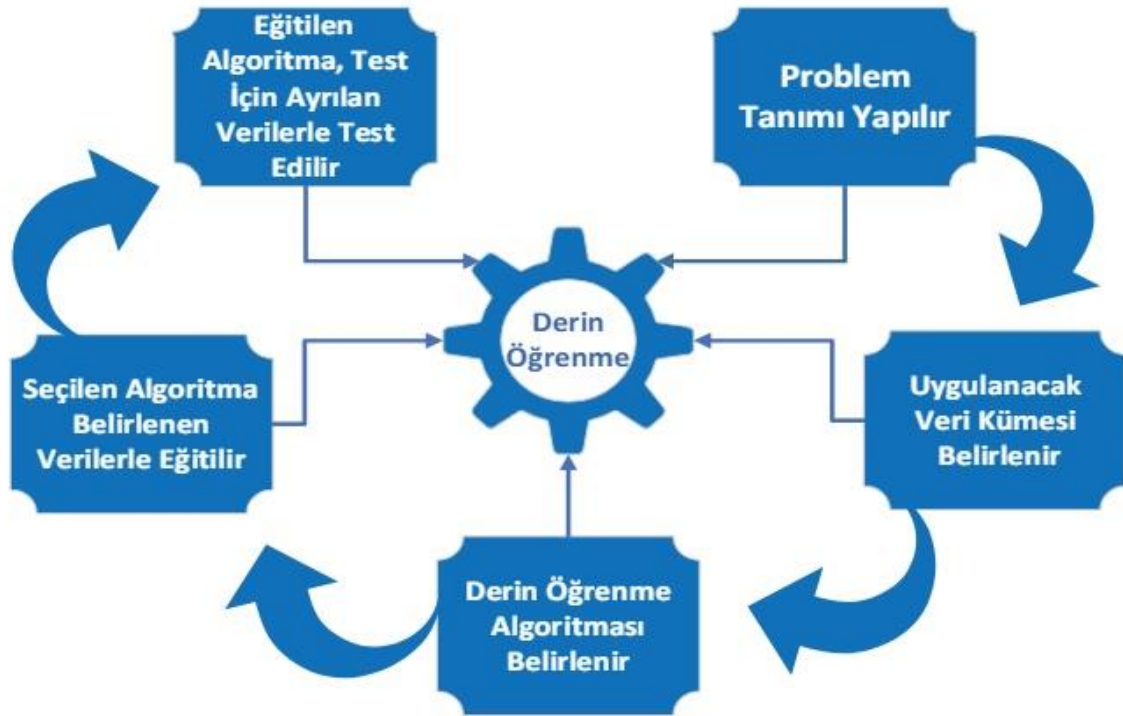 Eğitilen
Algoritma, Test
İçin Ayrılan
Verilerle Test
Edilir
Problem
Tanımı Yapılır
Derin
Öğrenme
Seçilen Algoritma
Belirlenen
Verilerle Eğitilir
Uygulanacak
Veri Kümesi
Belirlenir
Derin Öğrenme
Algoritması
Belirlenir